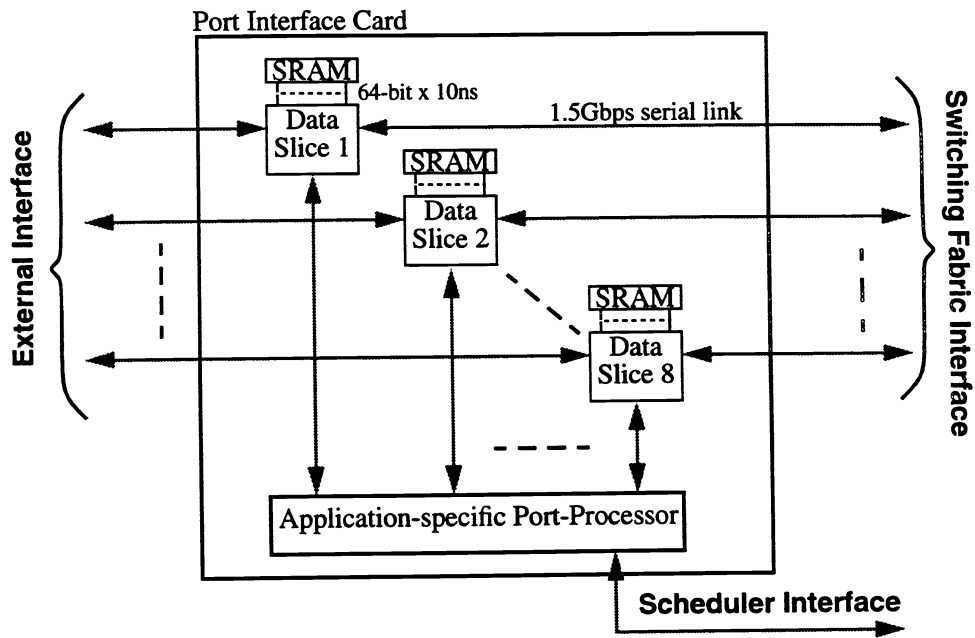 Port Interface Card
SRAM
64-bit x 10ns
Data
Slice 1
1.5Gbps serial link
SRAM
Data
Slice 2
SRAM
Data
Slice 8
External Interface
Switching Fabric Interface
Application-specific Port-Processor
Scheduler Interface